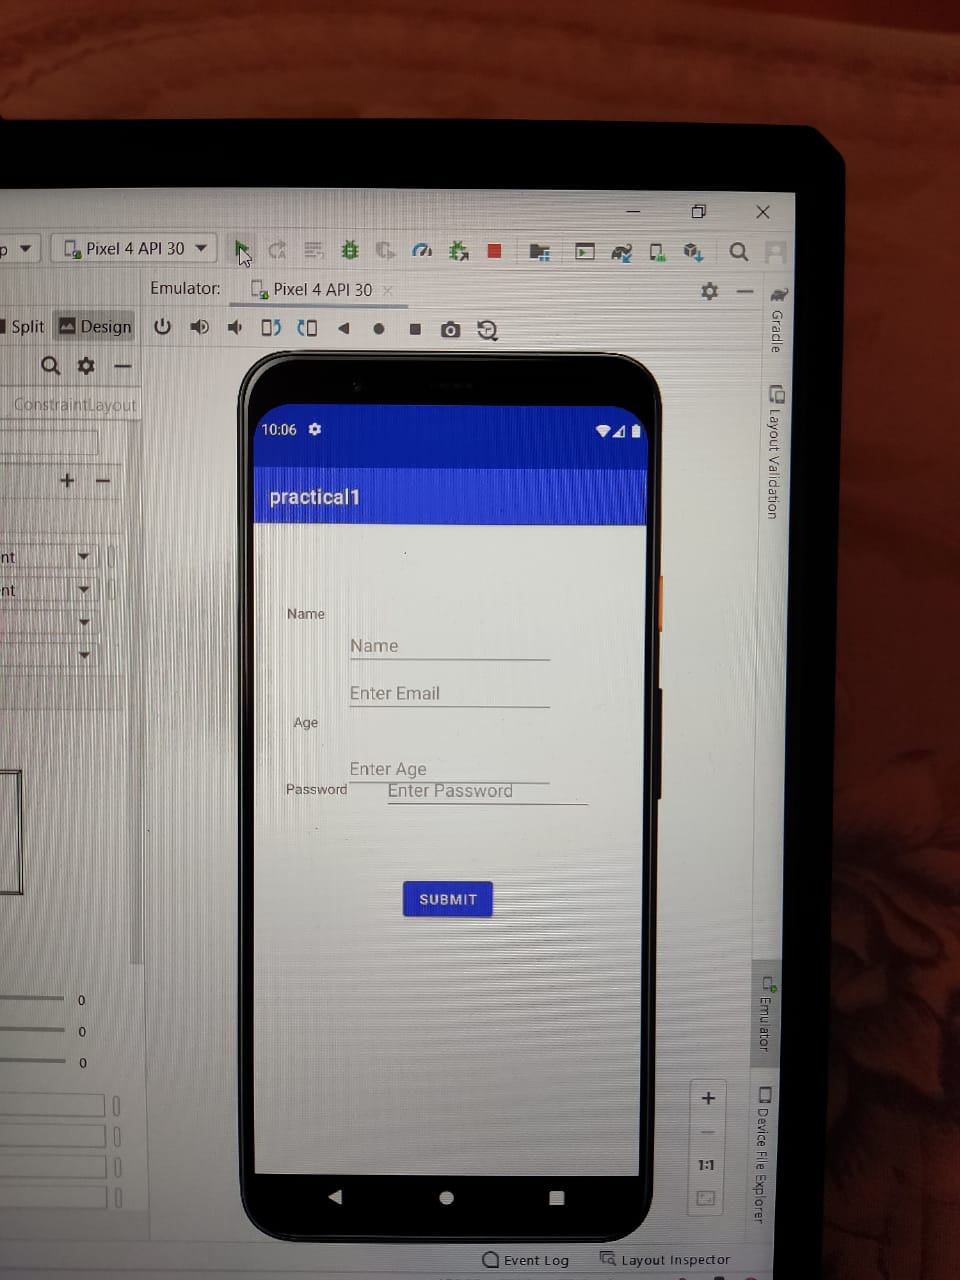 p
Pixel 4 API 30
Emulator:
Pixel 4 API 30
Split
Design
ConstraintLayout
nt
nt
0
0
0
10:06
practical1
Name
Name
Enter Email
Age
Enter Age
Password
Enter Password
SUBMIT
Gradle
Layout Validation
Emulator
Device File Explorer
1:1
Event Log
Layout Inspector